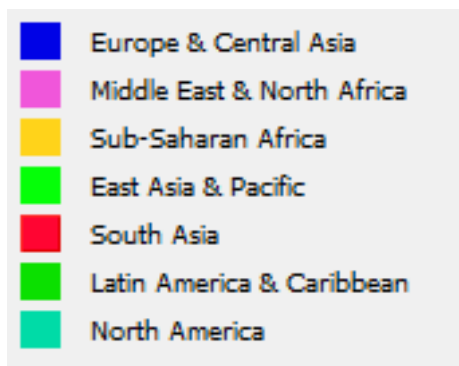 Europe & Central Asia
Middle East & North Africa
Sub-Saharan Africa
East Asia & Pacific
South Asia
Latin America & Caribbean
North America